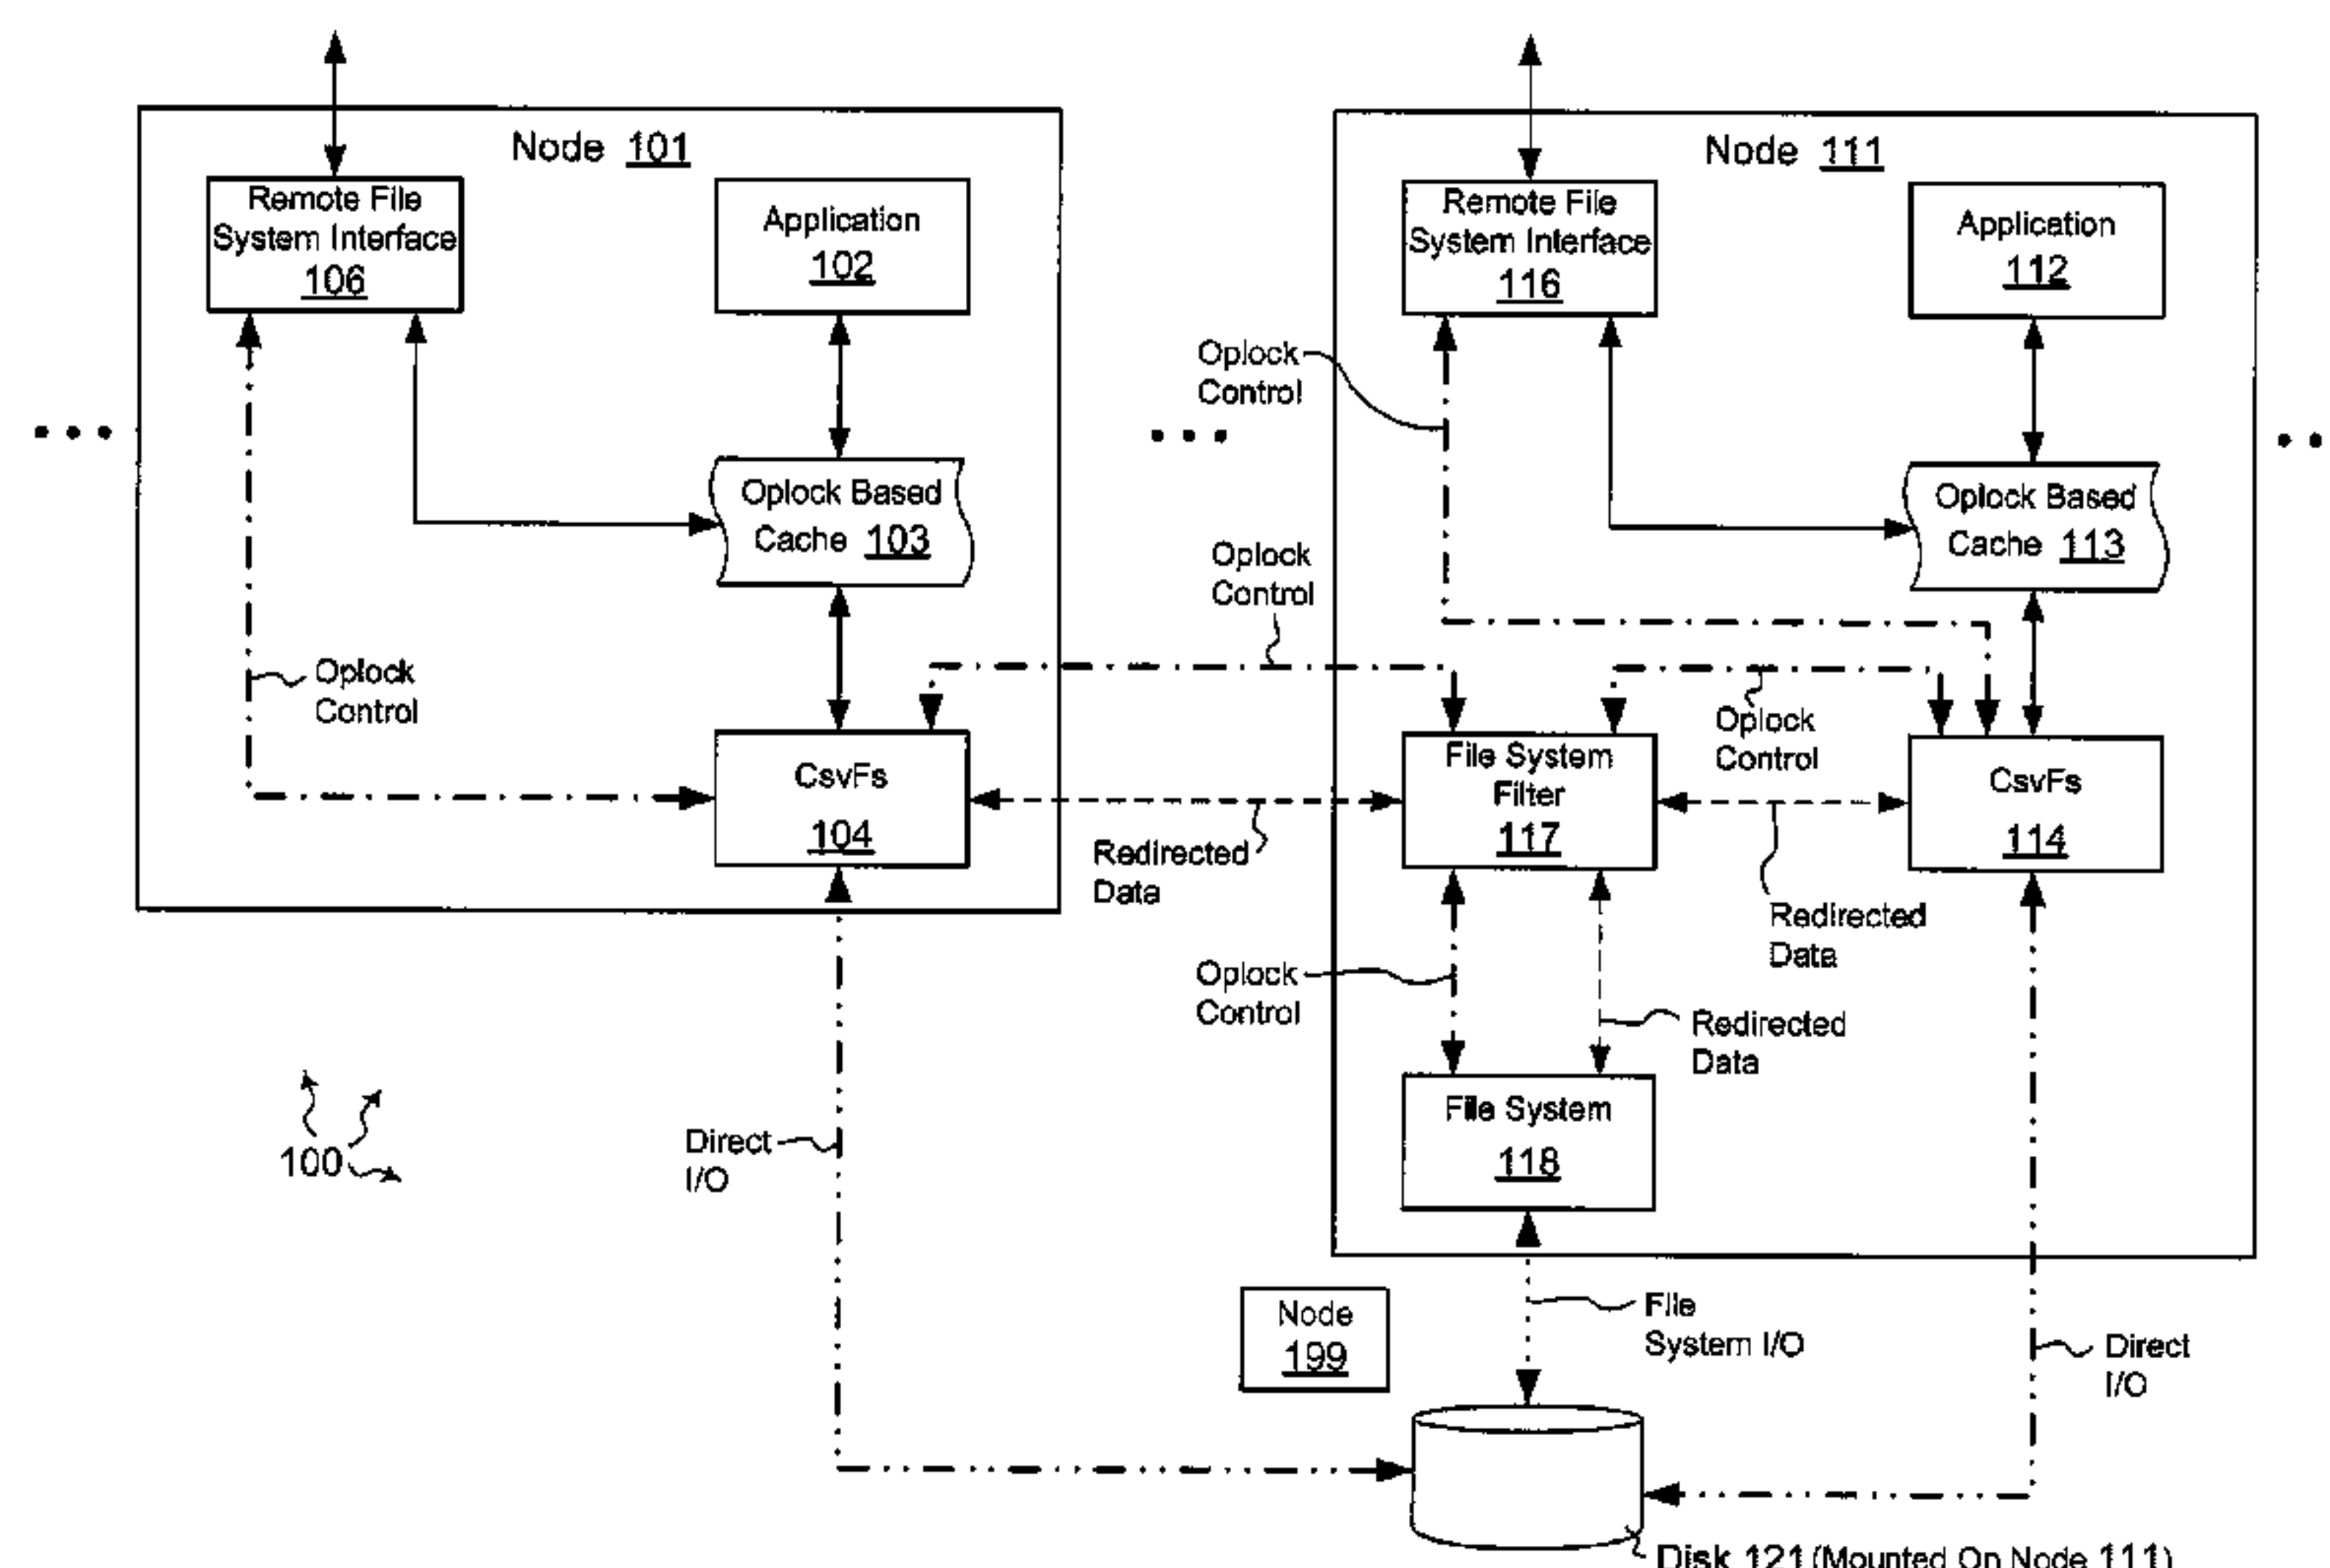 Node 101
Remote File
System Interface
106
Application
102
Oplock Based
Cache 103
Oplock
Control
CsvFs
104
Node 111
Remote File
System Interface
116
Application
112
Oplock
Control
Oplock Based
Cache 113
Oplock
Control
Oplock
Control
File System
Filter
117
CsvFs
114
Redirected
Data
Redirected
Data
Oplock
Control
Redirected
Data
File System
118
100
Direct
I/O
Node
199
File
System I/O
Direct
I/O
Disk 121 (Mounted On Node 111)